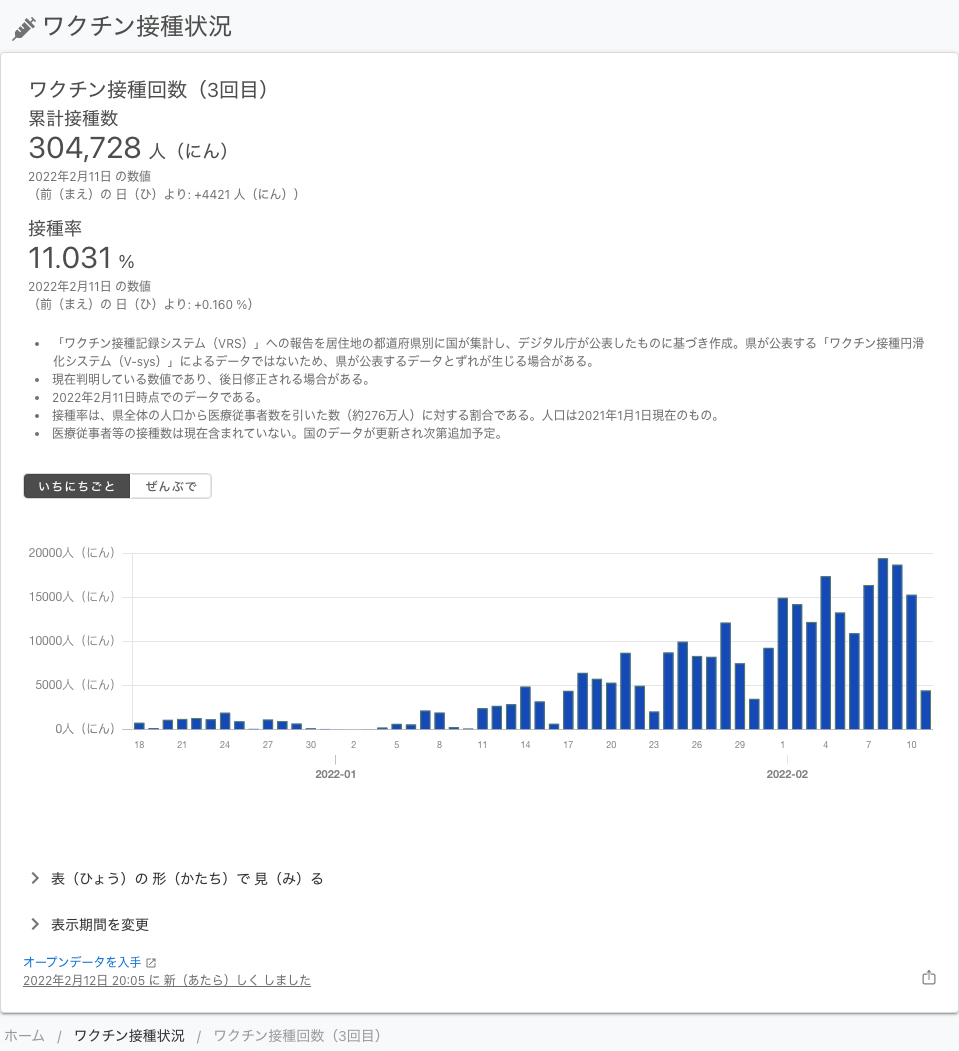 ワクチン接種状況
ワクチン接種回数（3回目）
累計接種数
304,728 人（にん）
2022年2月11日 の数値
（前（まえ）の 日（ひ）より: +4421 人（にん））
接種率
11.031 %
2022年2月11日 の数値
（前（まえ）の 日（ひ）より: +0.160 %）
• 「ワクチン接種記録システム（VRS）」への報告を居住地の都道府県別に国が集計し、デジタル庁が公表したものに基づき作成。県が公表する「ワクチン接種円滑
化システム（V-sys）」によるデータではないため、県が公表するデータとずれが生じる場合がある。
• 現在判明している数値であり、後日修正される場合がある。
• 2022年2月11日時点でのデータである。
• 接種率は、県全体の人口から医療従事者数を引いた数（約276万人）に対する割合である。人口は2021年1月1日現在のもの。
• 医療従事者等の接種数は現在含まれていない。国のデータが更新され次第追加予定。
いちにちごと ぜんぶで
20000人（にん）
15000人（にん）
10000人（にん）
5000人（にん）
0人（にん）
18 21 24 27 30 2 5 8 11 14 17 20 23 26 29 1 4 7 10
2022-01 2022-02
表（ひょう）の 形（かたち）で 見（み）る
表示期間を変更
オープンデータを入手
2022年2月12日 20:05 に 新（あたら）しく しました
ホーム / ワクチン接種状況 / ワクチン接種回数（3回目）